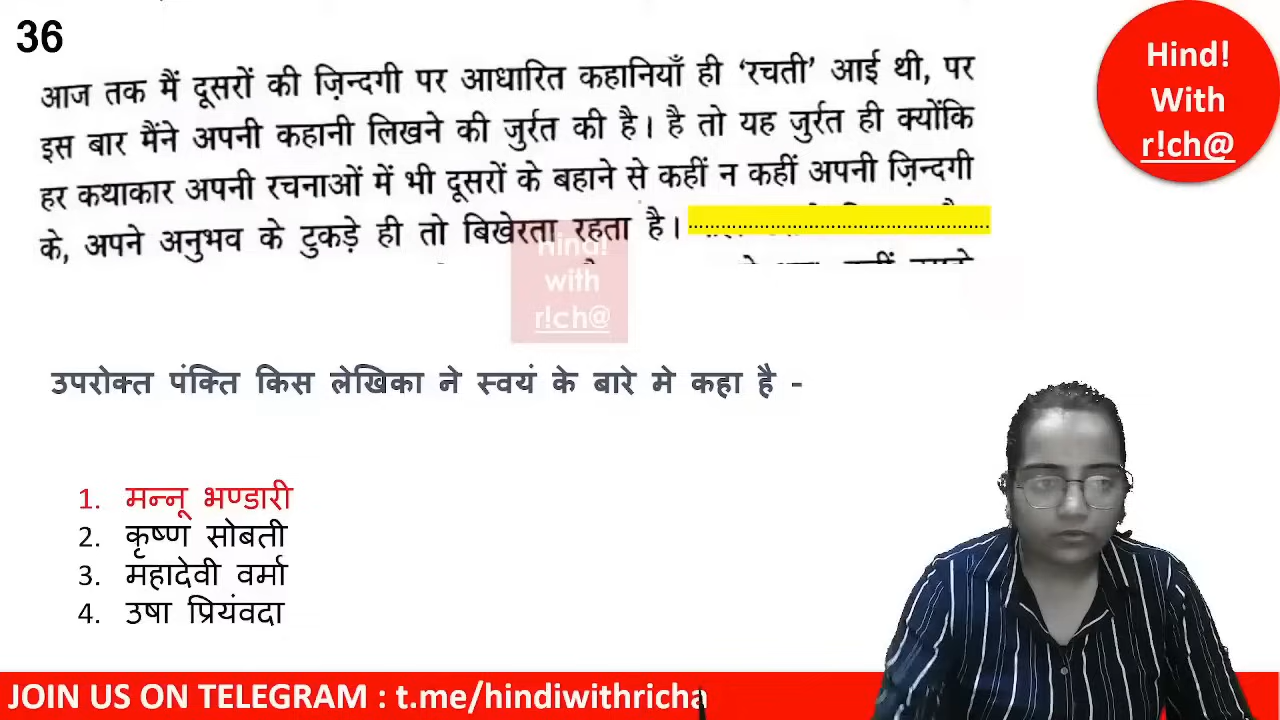 36
Hind!
With
r!ch@
आज तक मैं दूसरों की ज़िन्दगी पर आधारित कहानियाँ ही ‘रचती’ आई थी, पर
इस बार मैंने अपनी कहानी लिखने की जुर्रत की है। है तो यह जुर्रत ही क्योंकि
हर कथाकार अपनी रचनाओं में भी दूसरों के बहाने से कहीं न कहीं अपनी ज़िन्दगी
के, अपने अनुभव के टुकड़े ही तो बिखेरता रहता है। ......................................................
Hind!
with
r!ch@
उपरोक्त पंक्ति किस लेखिका ने स्वयं के बारे मे कहा है -
1. मन्नू भण्डारी
2. कृष्ण सोबती
3. महादेवी वर्मा
4. उषा प्रियंवदा
JOIN US ON TELEGRAM : t.me/hindiwithricha